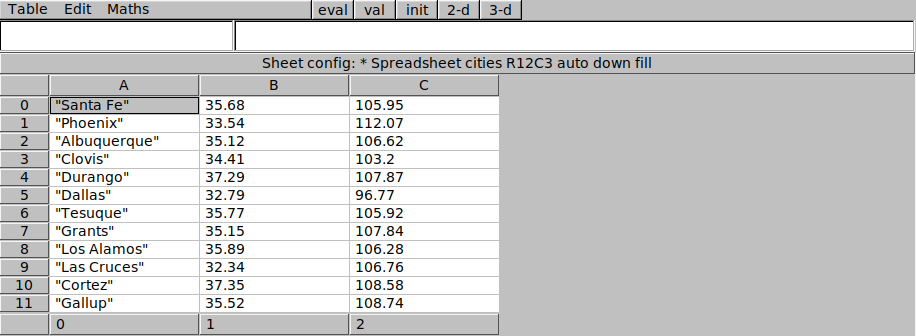 Table Edit Maths eval val init 2-d 3-d
Sheet config: * Spreadsheet cities R12C3 auto down fill
A B C
0 "Santa Fe" 35.68 105.95
1 "Phoenix" 33.54 112.07
2 "Albuquerque" 35.12 106.62
3 "Clovis" 34.41 103.2
4 "Durango" 37.29 107.87
5 "Dallas" 32.79 96.77
6 "Tesuque" 35.77 105.92
7 "Grants" 35.15 107.84
8 "Los Alamos" 35.89 106.28
9 "Las Cruces" 32.34 106.76
10 "Cortez" 37.35 108.58
11 "Gallup" 35.52 108.74
0 1 2